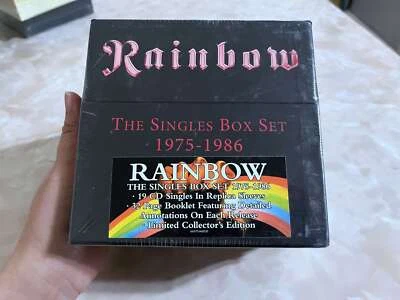 Rainbow
THE SINGLES BOX SET
1975-1986
RAINBOW
THE SINGLES BOX SET 1975-1986
• 19 CD Singles In Replica Sleeves
• Page Booklet Featuring Detailed
Annotations On Each Release
• Limited Collector's Edition